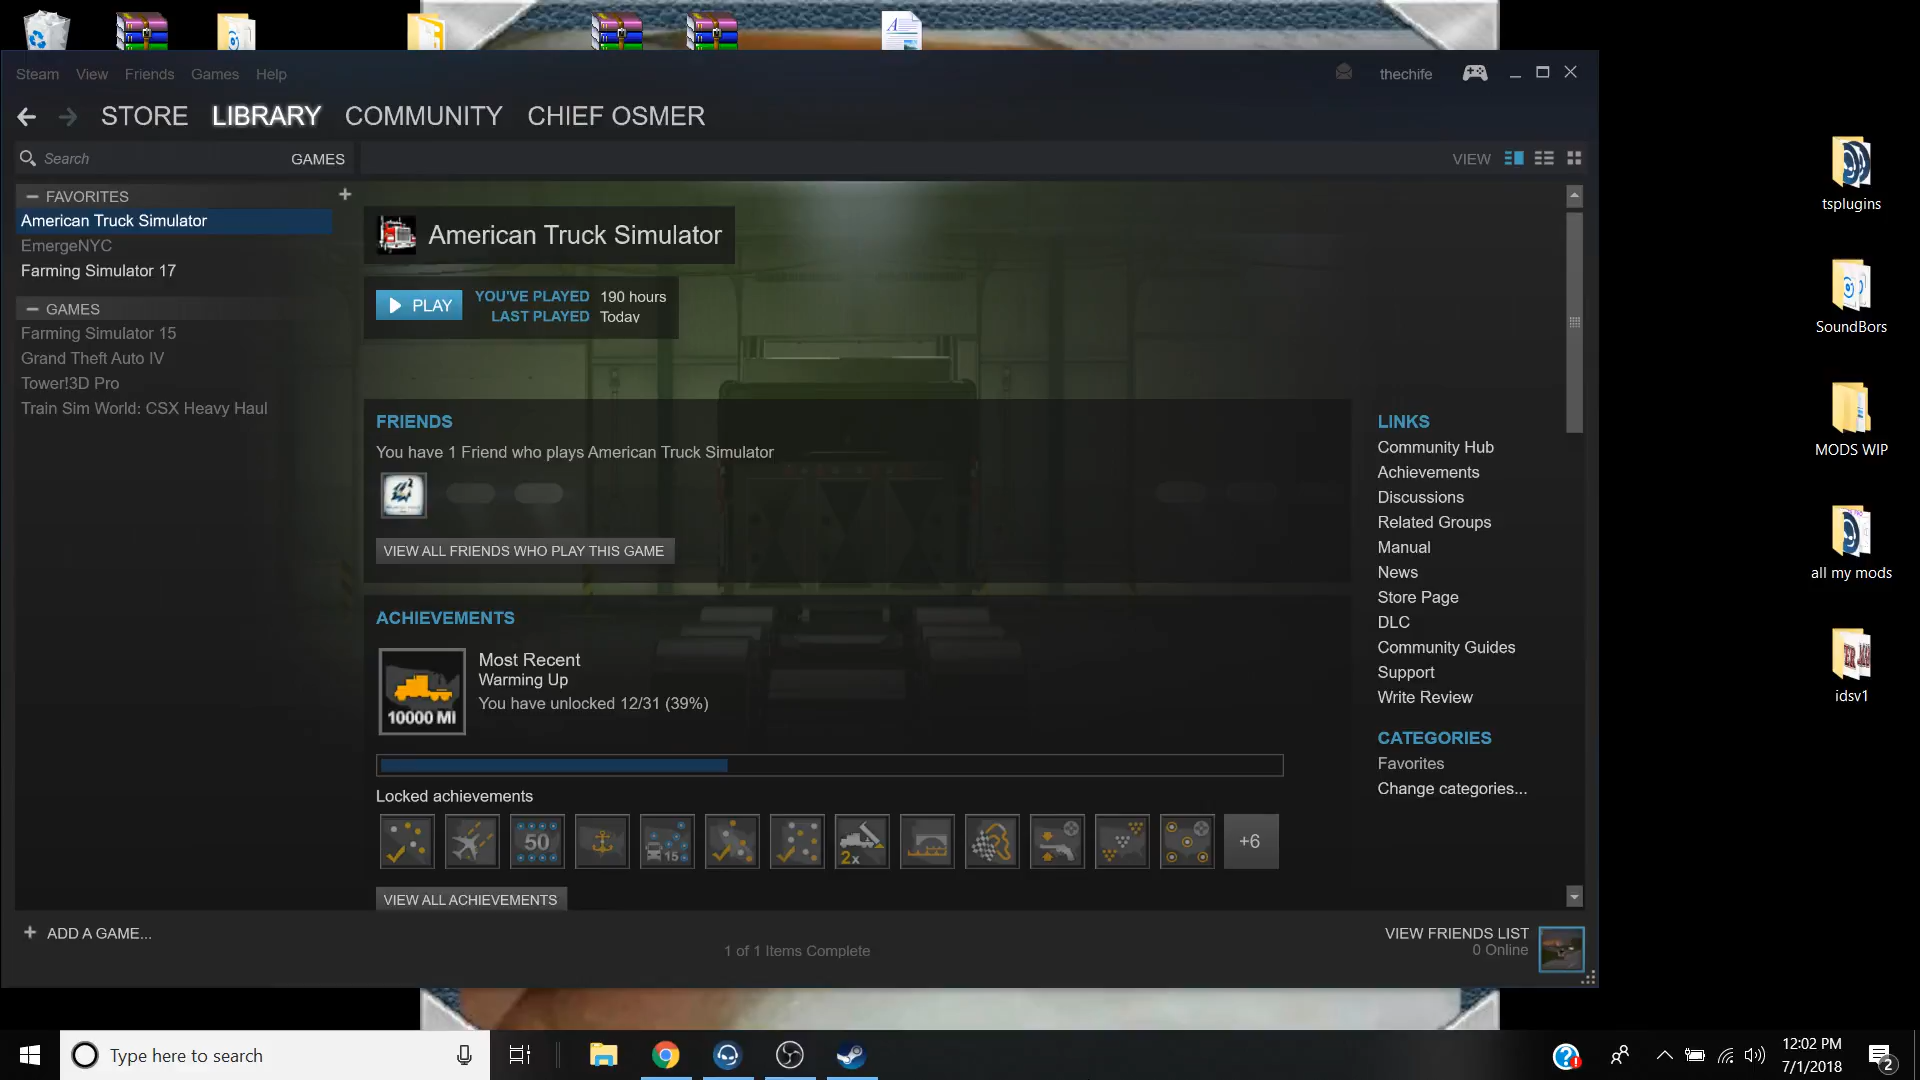 Steam View Friends Games Help
thechife
STORE LIBRARY COMMUNITY CHIEF OSMER
Search GAMES
VIEW
— FAVORITES +
American Truck Simulator
EmergeNYC
Farming Simulator 17
— GAMES
Farming Simulator 15
Grand Theft Auto IV
Tower!3D Pro
Train Sim World: CSX Heavy Haul
American Truck Simulator
PLAY
YOU'VE PLAYED 190 hours
LAST PLAYED Today
FRIENDS
You have 1 Friend who plays American Truck Simulator
VIEW ALL FRIENDS WHO PLAY THIS GAME
ACHIEVEMENTS
10000 MI
Most Recent
Warming Up
You have unlocked 12/31 (39%)
Locked achievements
50
15
2x
+6
VIEW ALL ACHIEVEMENTS
LINKS
Community Hub
Achievements
Discussions
Related Groups
Manual
News
Store Page
DLC
Community Guides
Support
Write Review
CATEGORIES
Favorites
Change categories...
+ ADD A GAME...
1 of 1 Items Complete
VIEW FRIENDS LIST
0 Online
tsplugins
SoundBors
MODS WIP
all my mods
idsv1
Type here to search
12:02 PM
7/1/2018
2